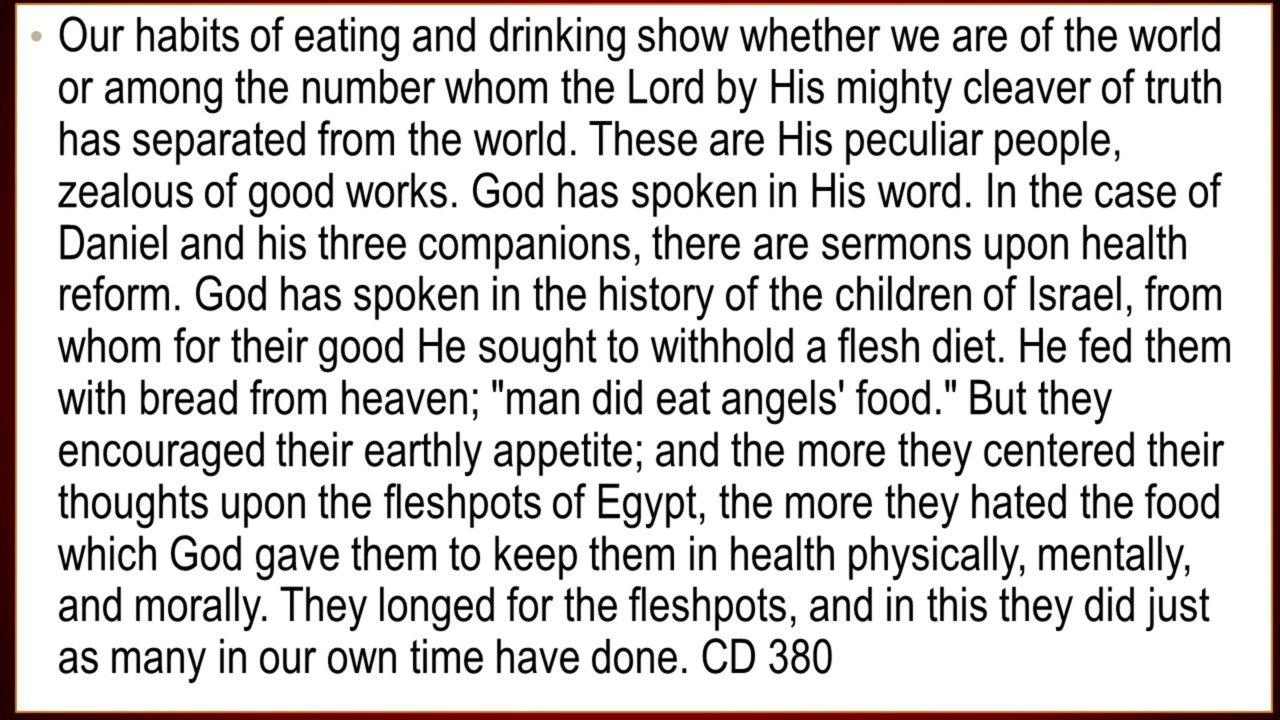 • Our habits of eating and drinking show whether we are of the world
or among the number whom the Lord by His mighty cleaver of truth
has separated from the world. These are His peculiar people,
zealous of good works. God has spoken in His word. In the case of
Daniel and his three companions, there are sermons upon health
reform. God has spoken in the history of the children of Israel, from
whom for their good He sought to withhold a flesh diet. He fed them
with bread from heaven; "man did eat angels' food." But they
encouraged their earthly appetite; and the more they centered their
thoughts upon the fleshpots of Egypt, the more they hated the food
which God gave them to keep them in health physically, mentally,
and morally. They longed for the fleshpots, and in this they did just
as many in our own time have done. CD 380